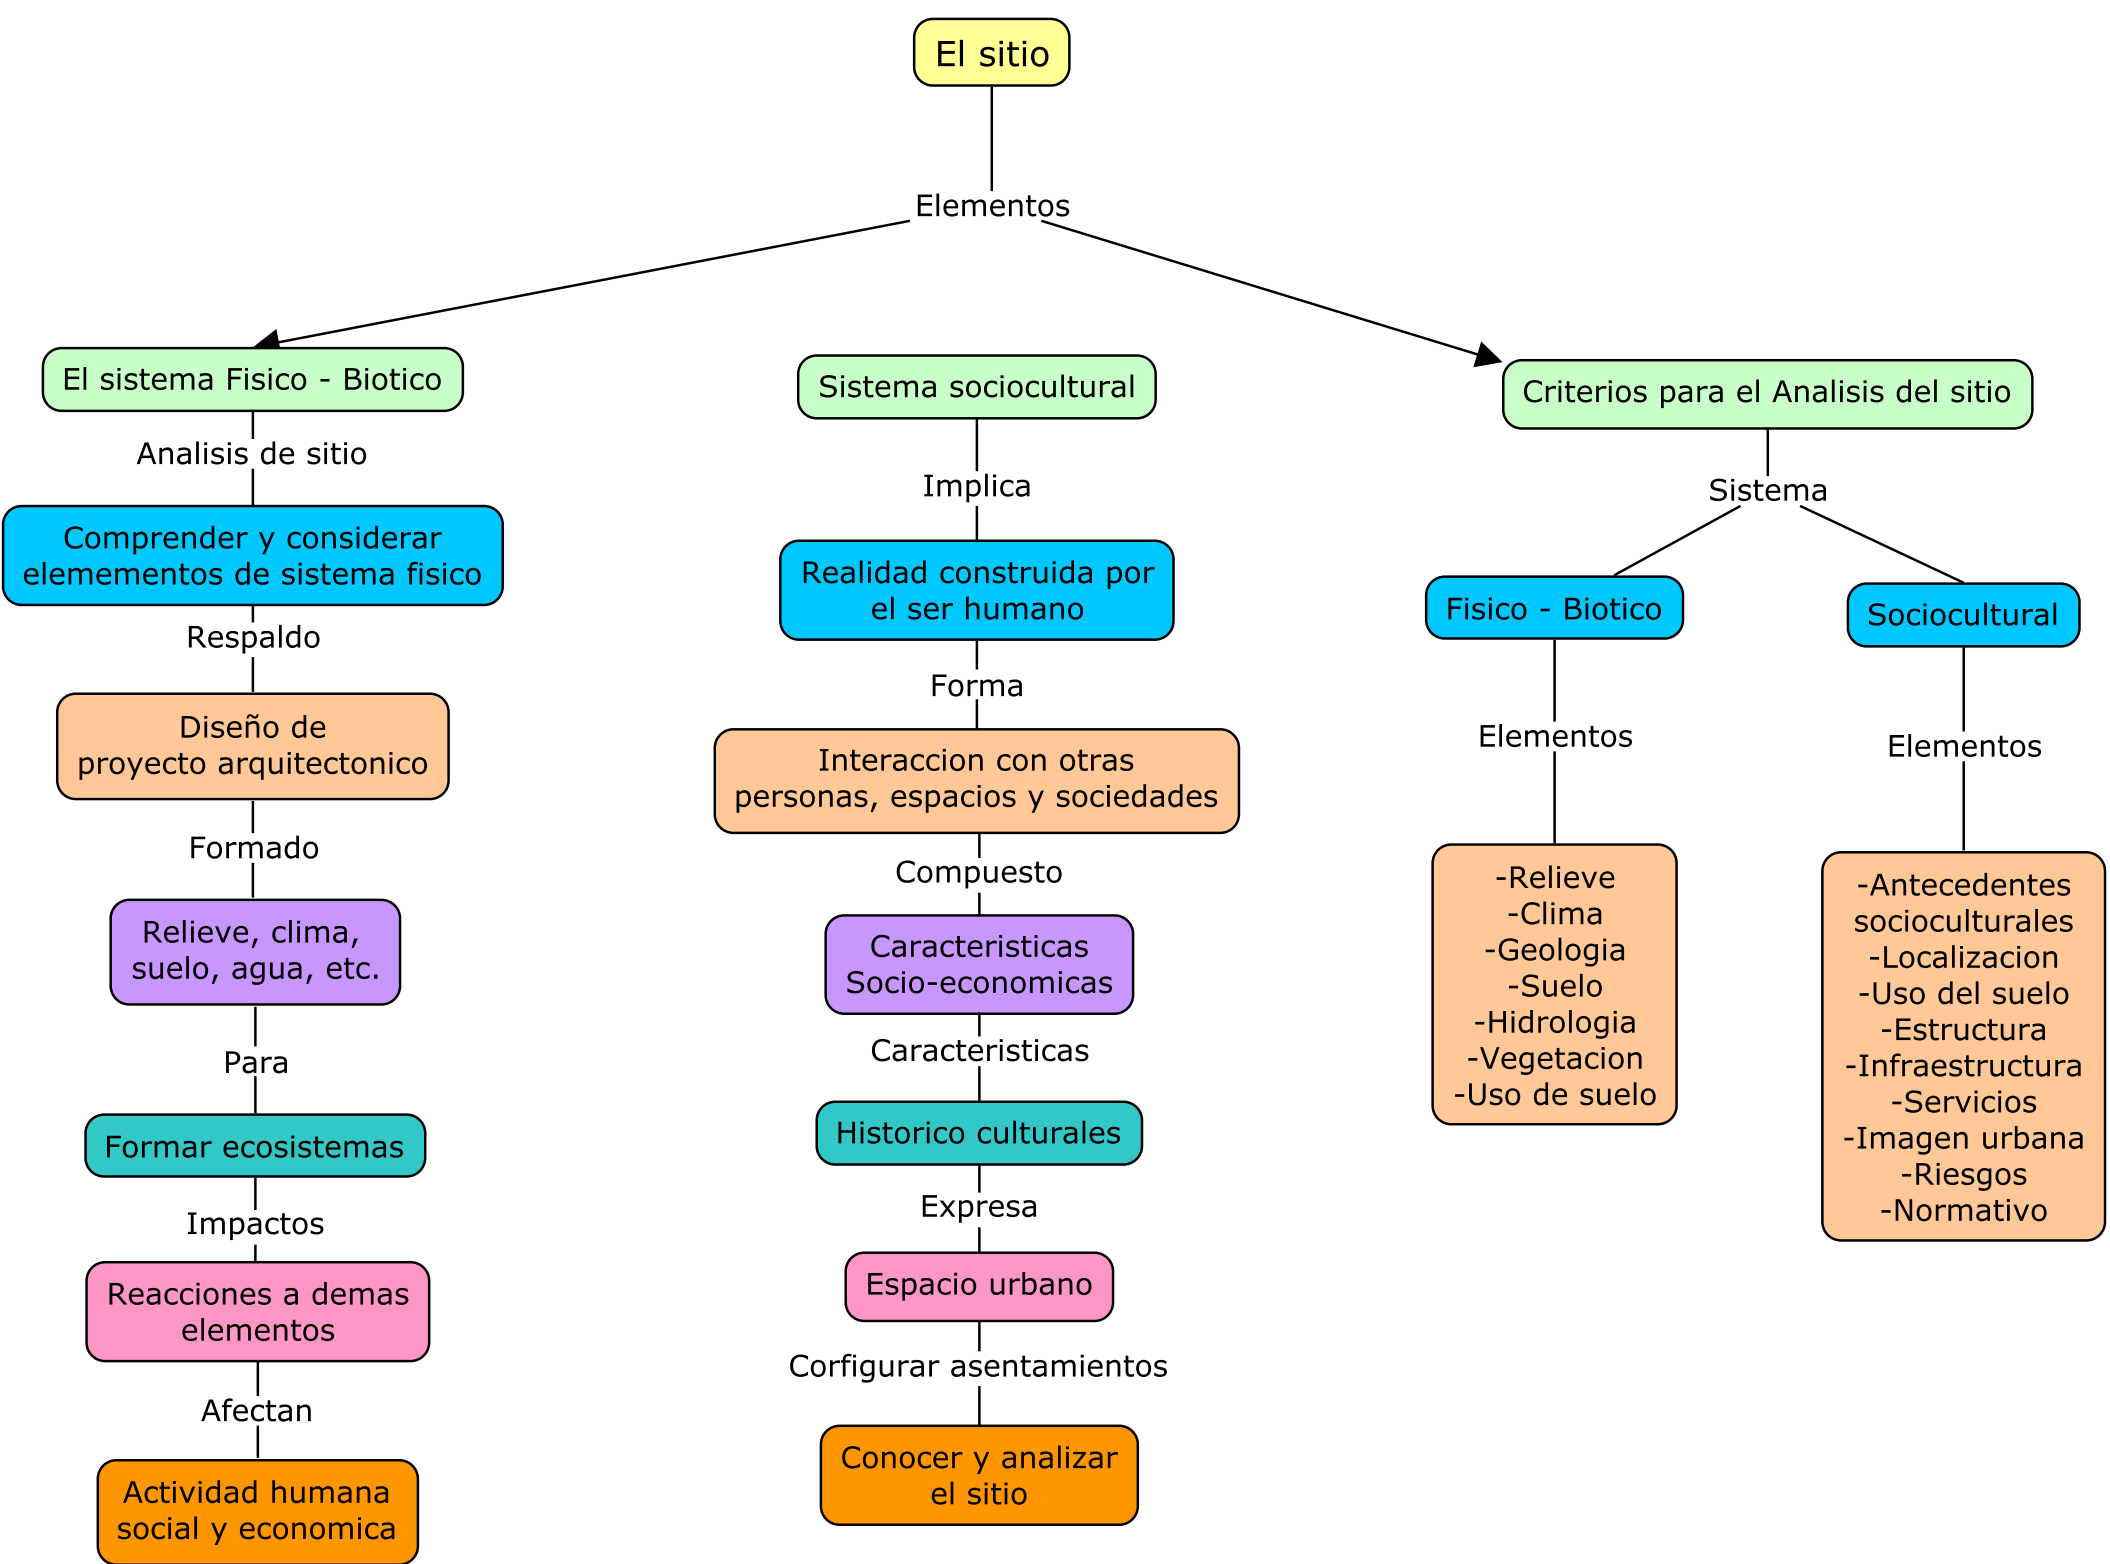 El sitio
Elementos
El sistema Fisico - Biotico
Analisis de sitio
Comprender y considerar
elemementos de sistema fisico
Respaldo
Diseño de
proyecto arquitectonico
Formado
Relieve, clima,
suelo, agua, etc.
Para
Formar ecosistemas
Impactos
Reacciones a demas
elementos
Afectan
Actividad humana
social y economica
Sistema sociocultural
Implica
Realidad construida por
el ser humano
Forma
Interaccion con otras
personas, espacios y sociedades
Compuesto
Caracteristicas
Socio-economicas
Caracteristicas
Historico culturales
Expresa
Espacio urbano
Corfigurar asentamientos
Conocer y analizar
el sitio
Criterios para el Analisis del sitio
Sistema
Fisico - Biotico
Elementos
-Relieve
-Clima
-Geologia
-Suelo
-Hidrologia
-Vegetacion
-Uso de suelo
Sociocultural
Elementos
-Antecedentes
socioculturales
-Localizacion
-Uso del suelo
-Estructura
-Infraestructura
-Servicios
-Imagen urbana
-Riesgos
-Normativo